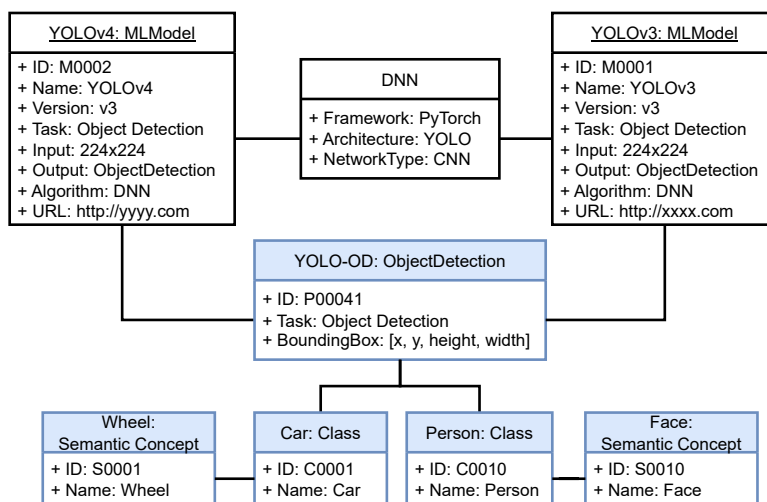 YOLOv4: MLModel
+ ID: M0002
+ Name: YOLOv4
+ Version: v3
+ Task: Object Detection
+ Input: 224x224
+ Output: ObjectDetection
+ Algorithm: DNN
+ URL: http://yyyy.com
DNN
+ Framework: PyTorch
+ Architecture: YOLO
+ NetworkType: CNN
YOLOv3: MLModel
+ ID: M0001
+ Name: YOLOv3
+ Version: v3
+ Task: Object Detection
+ Input: 224x224
+ Output: ObjectDetection
+ Algorithm: DNN
+ URL: http://xxxx.com
YOLO-OD: ObjectDetection
+ ID: P00041
+ Task: Object Detection
+ BoundingBox: [x, y, height, width]
Wheel:
Semantic Concept
+ ID: S0001
+ Name: Wheel
Car: Class
+ ID: C0001
+ Name: Car
Person: Class
+ ID: C0010
+ Name: Person
Face:
Semantic Concept
+ ID: S0010
+ Name: Face